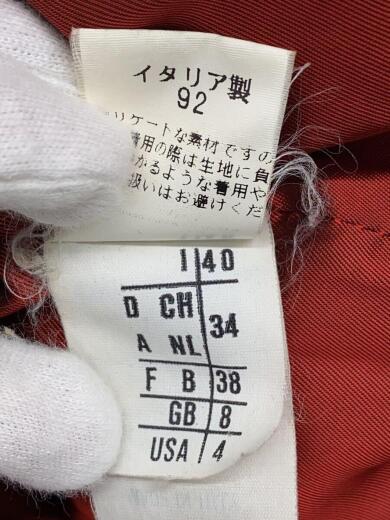 イタリア製
92
リケートな素材ですの
着用の際は生地に負
かるような着用や
扱いはお避けくだ
I 40
D CH
34
A NL
F B 38
GB 8
USA 4